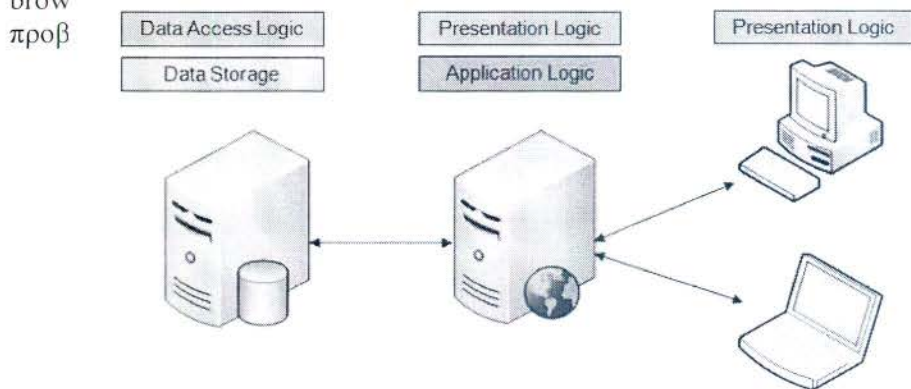 brow
προβ
Data Access Logic
Data Storage
Presentation Logic
Application Logic
Presentation Logic